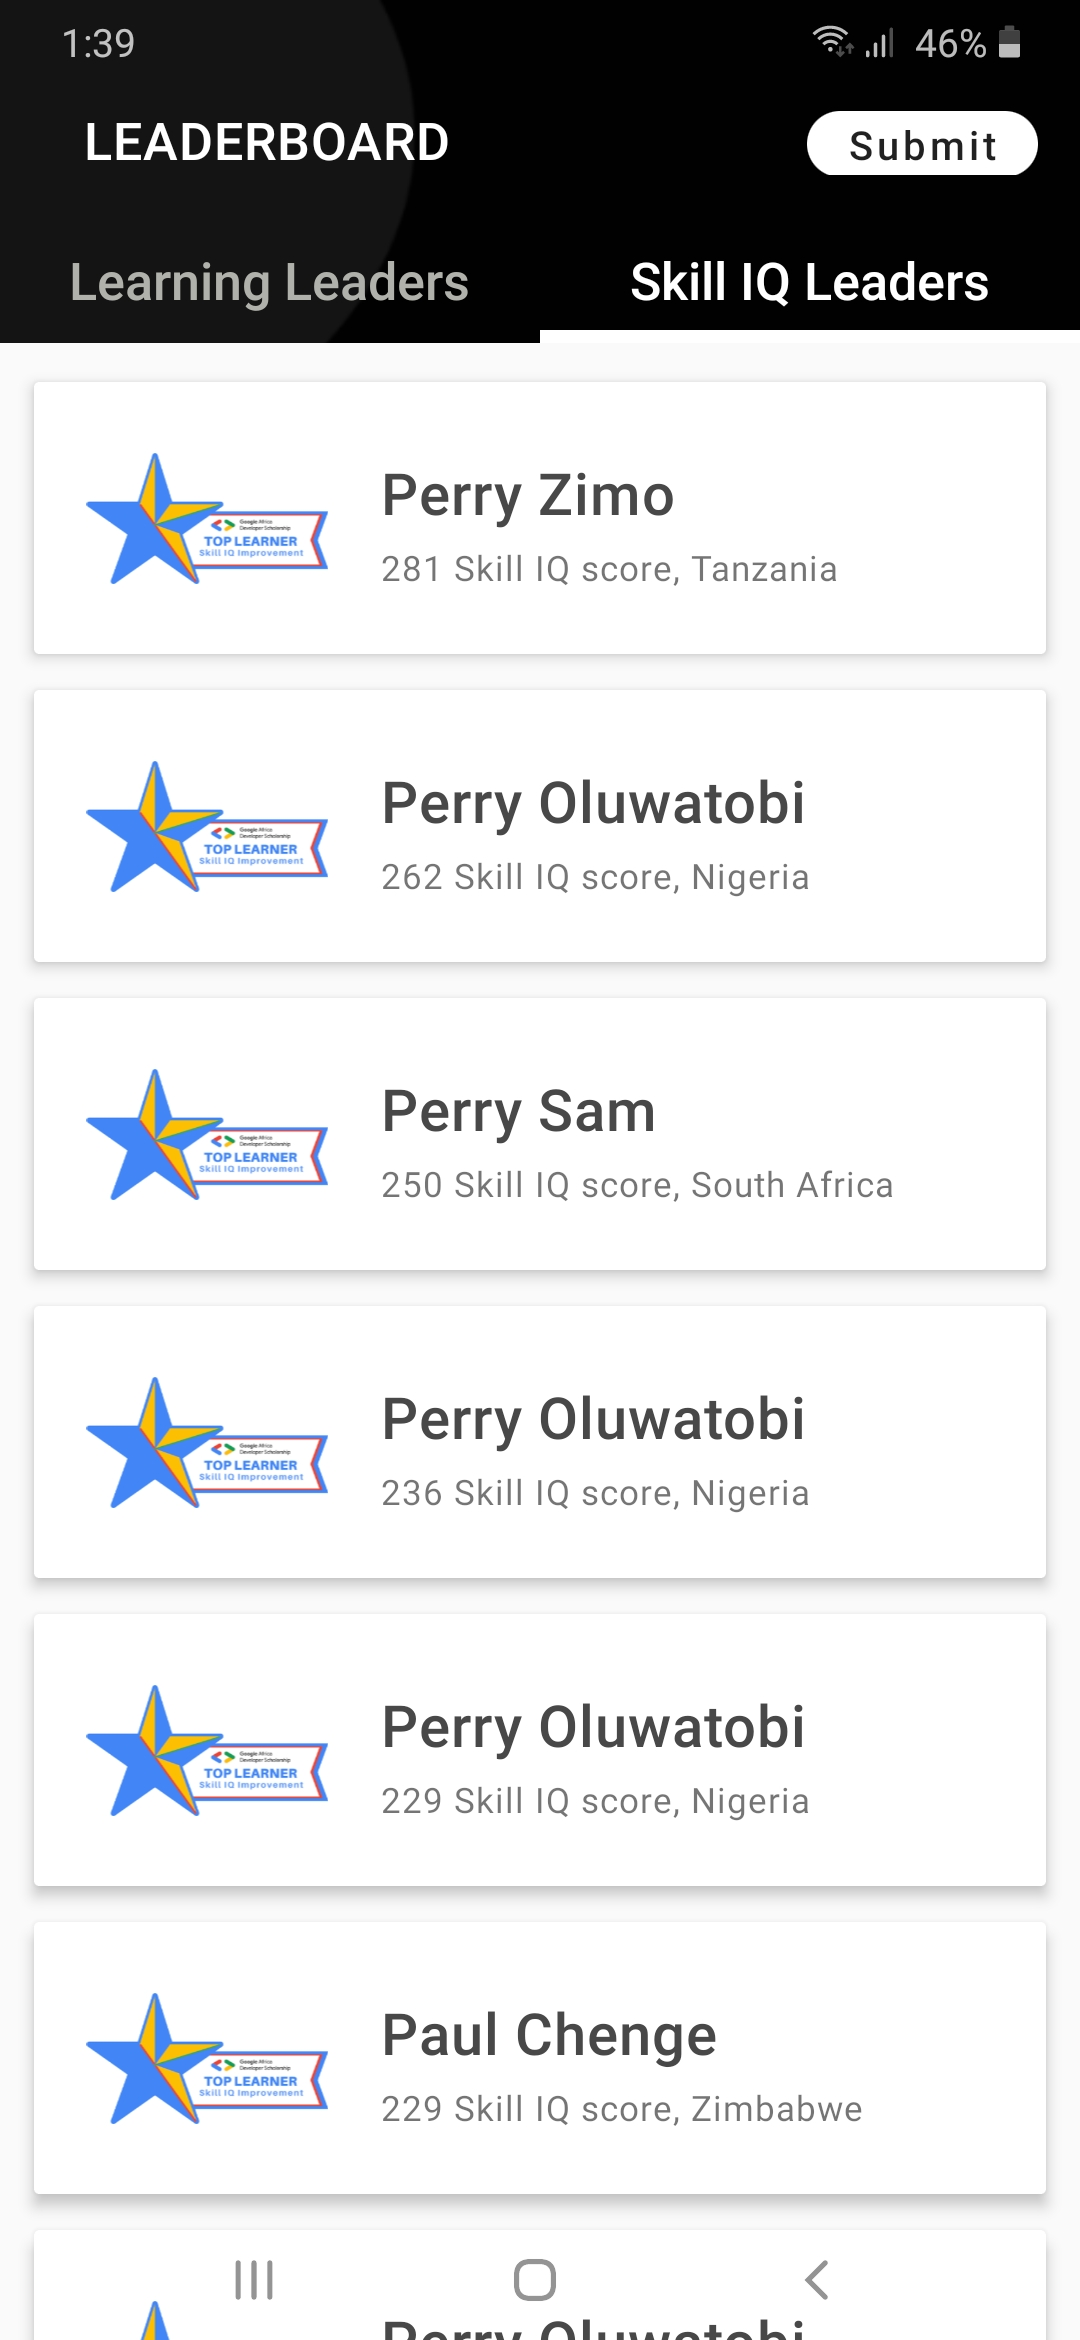 1:39
46%
LEADERBOARD
Submit
Learning Leaders
Skill IQ Leaders
Google Africa
Developer Scholarship
TOP LEARNER
Skill IQ Improvement
Perry Zimo
281 Skill IQ score, Tanzania
Google Africa
Developer Scholarship
TOP LEARNER
Skill IQ Improvement
Perry Oluwatobi
262 Skill IQ score, Nigeria
Google Africa
Developer Scholarship
TOP LEARNER
Skill IQ Improvement
Perry Sam
250 Skill IQ score, South Africa
Google Africa
Developer Scholarship
TOP LEARNER
Skill IQ Improvement
Perry Oluwatobi
236 Skill IQ score, Nigeria
Google Africa
Developer Scholarship
TOP LEARNER
Skill IQ Improvement
Perry Oluwatobi
229 Skill IQ score, Nigeria
Google Africa
Developer Scholarship
TOP LEARNER
Skill IQ Improvement
Paul Chenge
229 Skill IQ score, Zimbabwe
Perry Oluwatobi